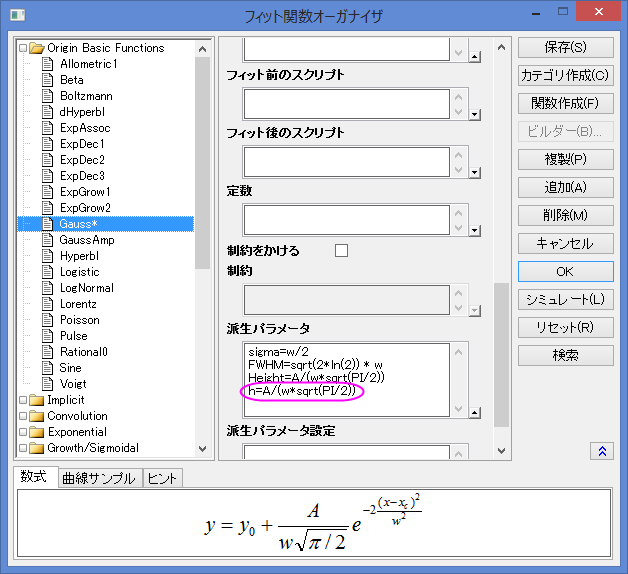 フィット関数オーガナイザ
Origin Basic Functions
Allometric1
Beta
Boltzmann
dHyperbl
ExpAssoc
ExpDec1
ExpDec2
ExpDec3
ExpGrow1
ExpGrow2
Gauss*
GaussAmp
Hyperbl
Logistic
LogNormal
Lorentz
Poisson
Pulse
Rational0
Sine
Voigt
Implicit
Convolution
Exponential
Growth/Sigmoidal
フィット前のスクリプト
フィット後のスクリプト
定数
制約をかける
制約
派生パラメータ
sigma=w/2
FWHM=sqrt(2*ln(2)) * w
Height=A/(w*sqrt(PI/2))
h=A/(w*sqrt(PI/2))
派生パラメータ設定
保存(S)
カテゴリ作成(C)
関数作成(F)
ビルダー(B)...
複製(P)
追加(A)
削除(M)
キャンセル
OK
シミュレート(L)
リセット(R)
検索
数式 曲線サンプル ヒント
y = y₀ + A / (w√(π / 2)) e^(-2(x−x_c)²/w²)